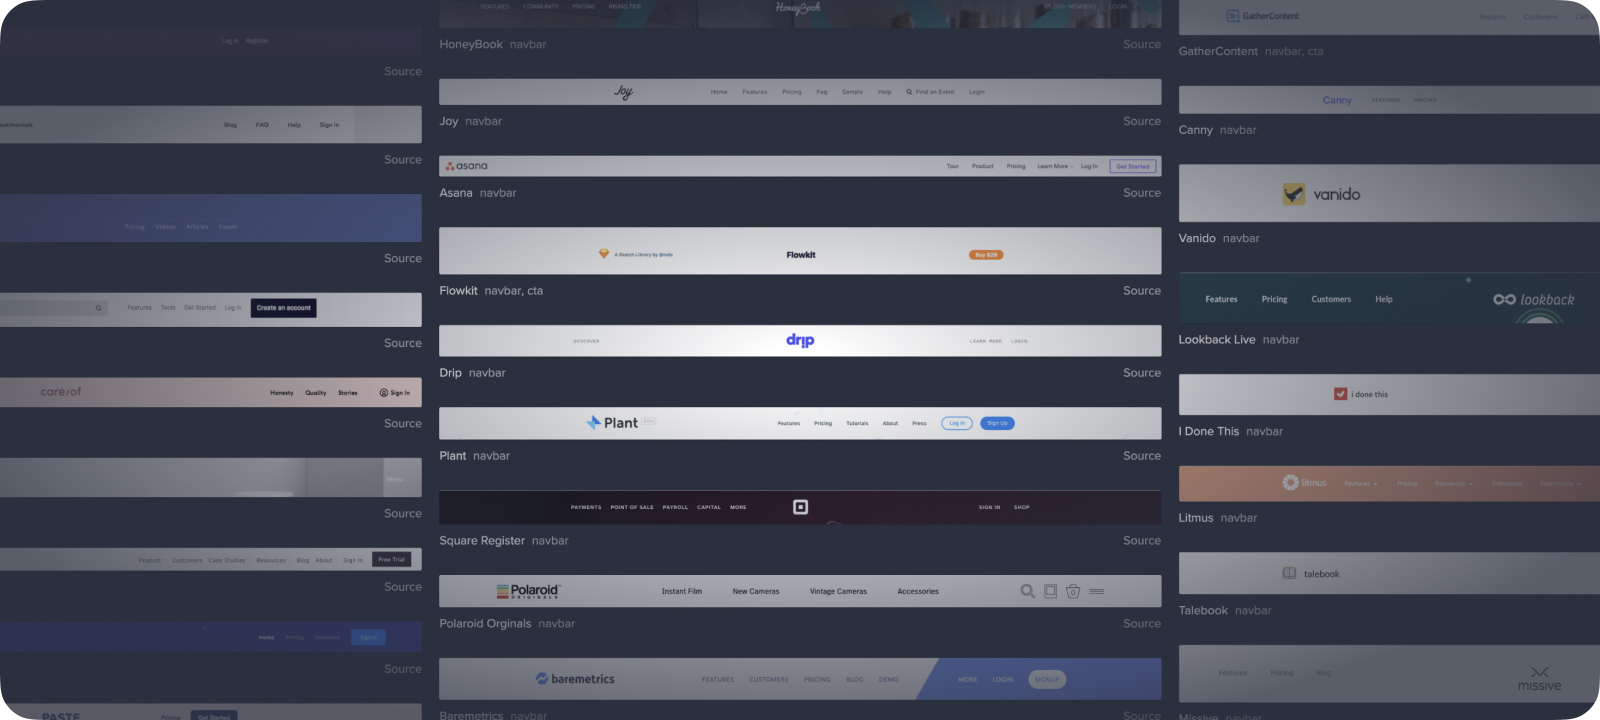 Log in Register
Source
testimonials Blog FAQ Help Sign in
Source
Pricing Videos Articles Forum
Source
Features Tools Get Started Log in Create an account
Source
care/of Honesty Quality Stories Sign In
Source
Menu
Source
Product Customers Case Studies Resources Blog About Sign In Free Trial
Source
Home Pricing Sign in
Source
PASTE Pricing Get Started
FEATURES COMMUNITY PRICING RISING TIDE HoneyBook MEMBERS LOGIN
HoneyBook navbar Source
Joy Home Features Pricing Faq Sample Help Find an Event Login
Joy navbar Source
asana Tour Product Pricing Learn More Log In Get Started
Asana navbar Source
A Sketch Library by Flowkit Buy $29
Flowkit navbar, cta Source
DISCOVER drip LEARN MORE LOGIN
Drip navbar Source
Plant Features Pricing Tutorials About Press Log In Sign Up
Plant navbar Source
PAYMENTS POINT OF SALE PAYROLL CAPITAL MORE SIGN IN SHOP
Square Register navbar Source
Polaroid Instant Film New Cameras Vintage Cameras Accessories 0
ORIGINALS
Polaroid Orginals navbar Source
baremetrics FEATURES CUSTOMERS PRICING BLOG DEMO MORE LOGIN SIGNUP
Baremetrics navbar Source
GatherContent Features Customers CMS
GatherContent navbar, cta
Canny FEATURES PRICING
Canny navbar
vanido
Vanido navbar
Features Pricing Customers Help lookback
Lookback Live navbar
i done this
I Done This navbar
litmus Features Pricing Resources Enterprise Community
Litmus navbar
talebook
Talebook navbar
Features Pricing Blog missive
Missive navbar